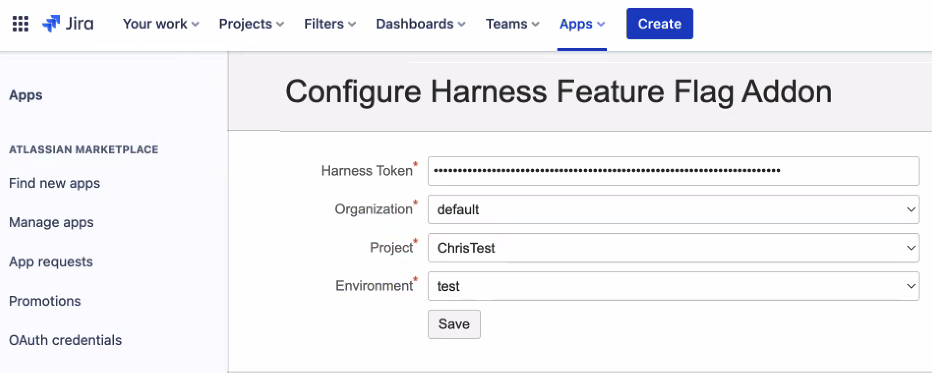 Jira Your work Projects Filters Dashboards Teams Apps Create
Apps
Configure Harness Feature Flag Addon
ATLASSIAN MARKETPLACE
Find new apps
Manage apps
App requests
Promotions
OAuth credentials
Harness Token* ••••••••••••••••••••••••••••••••••••••••••••••••••••••••••••••••••••••
Organization* default
Project* ChrisTest
Environment* test
Save